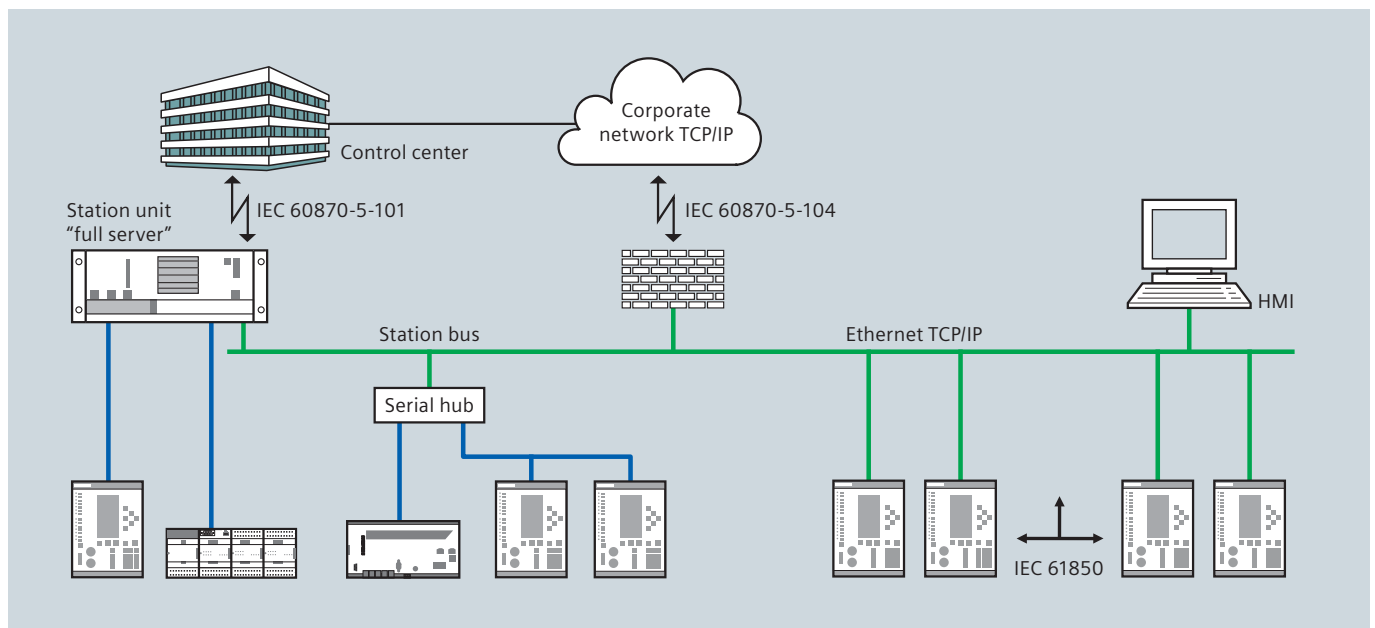 Corporate
network TCP/IP
Control center
Station unit
“full server”
IEC 60870-5-101
IEC 60870-5-104
HMI
Station bus
Ethernet TCP/IP
Serial hub
IEC 61850